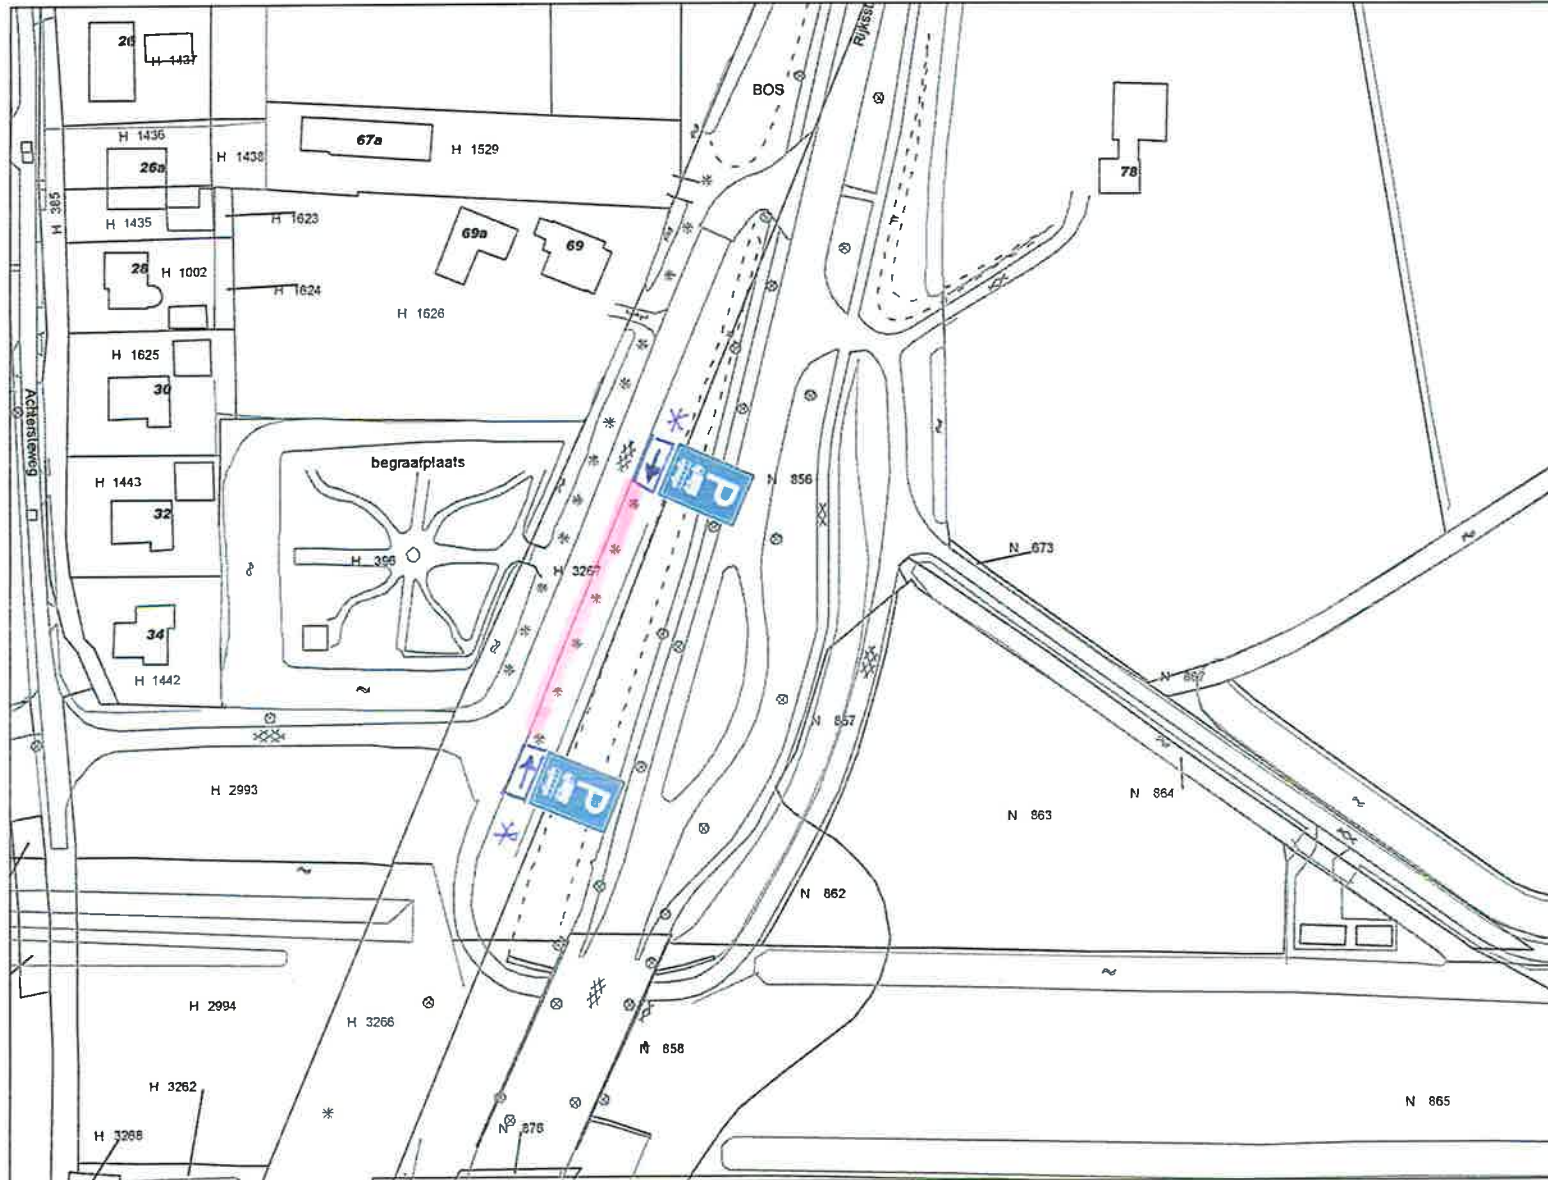 Rijksst
26
H 1437
BOS
67a
H 1436
H 1529
H 1438
26a
78
H 385
H 1435
H 1623
69a
69
28
H 1002
H 1624
H 1626
H 1625
30
Achtersteweg
begraafplaats
H 1443
P
N 856
32
N 673
H 396
H 3267
34
H 1442
N 867
N 857
H 2993
P
N 864
N 863
N 862
H 2994
H 3266
N 858
H 3262
N 865
H 3268
N 876